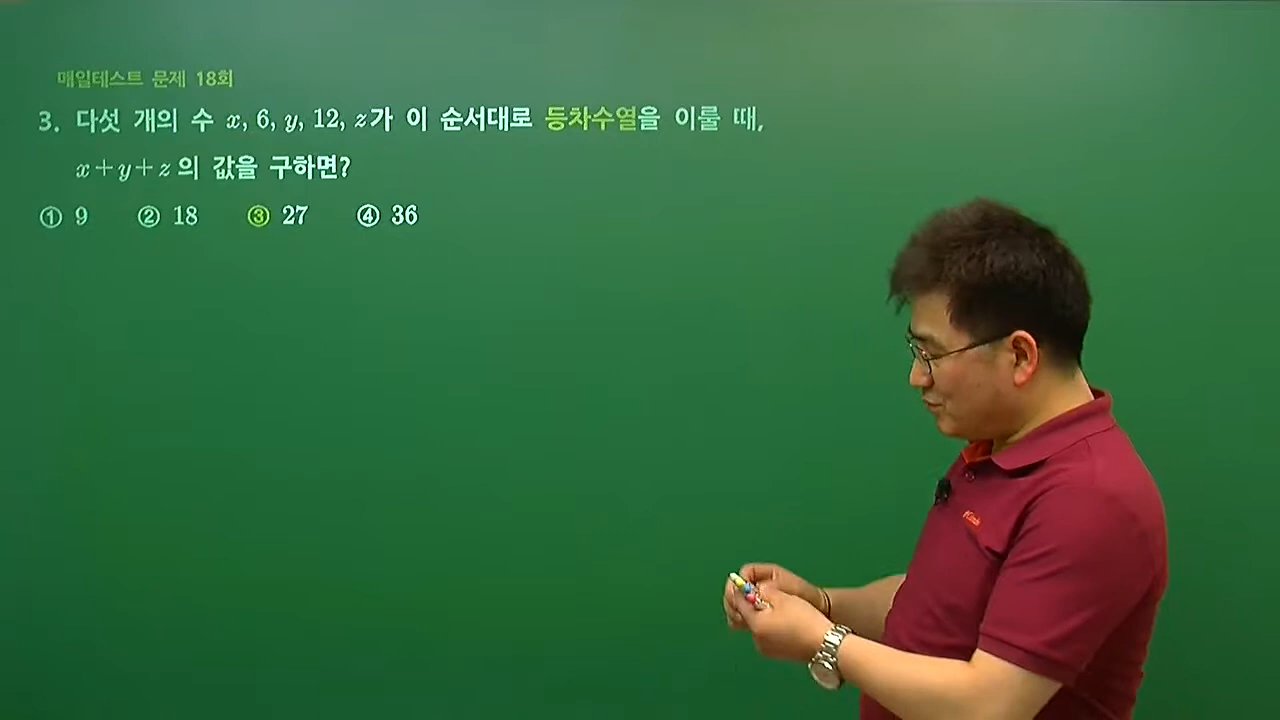 매일테스트 문제 18회
3. 다섯 개의 수 x, 6, y, 12, z가 이 순서대로 등차수열을 이룰 때,
x+y+z의 값을 구하면?
① 9 ② 18 ③ 27 ④ 36